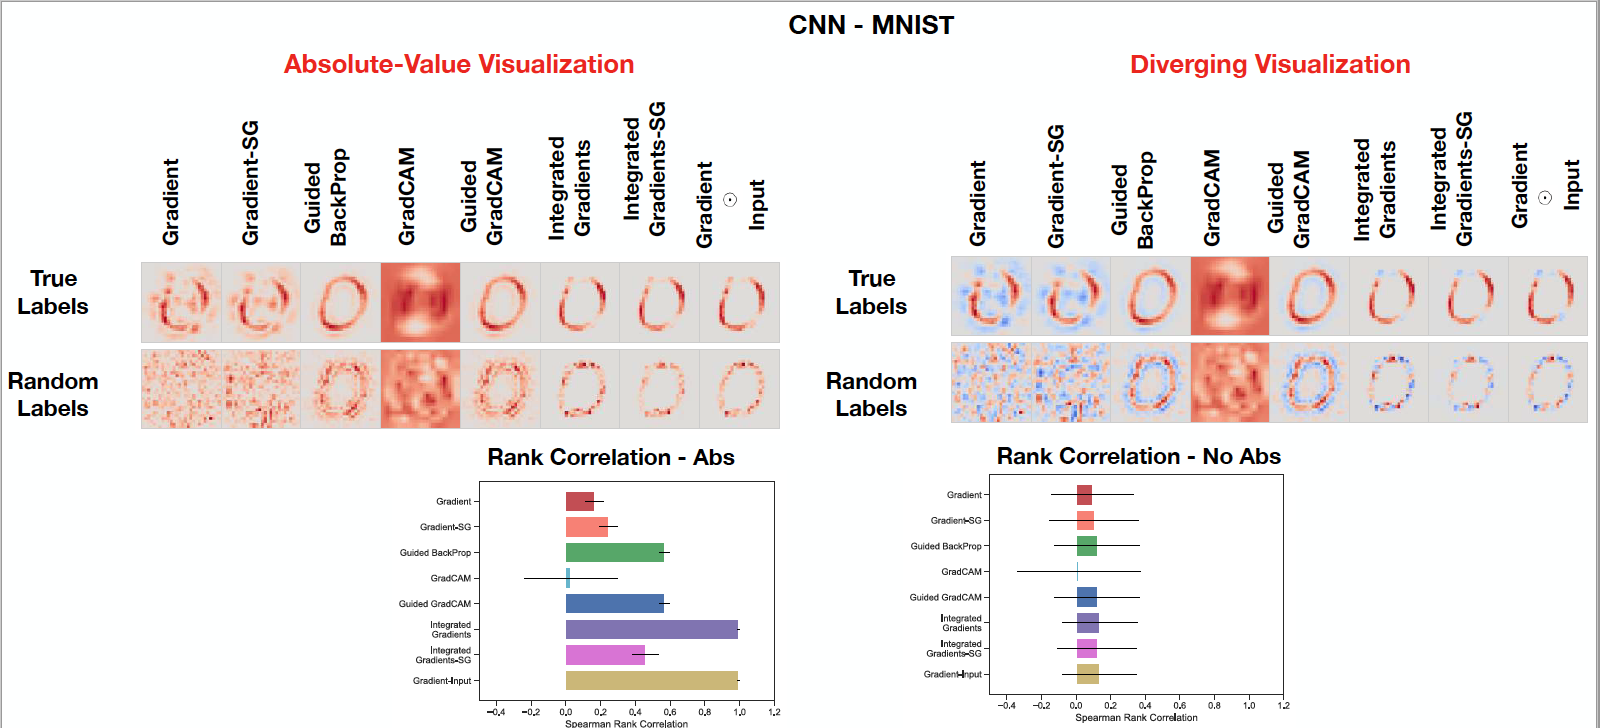 CNN - MNIST
Absolute-Value Visualization
Gradient
Gradient-SG
Guided
BackProp
GradCAM
Guided
GradCAM
Integrated
Gradients
Integrated
Gradients-SG
Gradient
⊙
Input
True
Labels
Random
Labels
Rank Correlation - Abs
Gradient
Gradient-SG
Guided BackProp
GradCAM
Guided GradCAM
Integrated
Gradients
Integrated
Gradients-SG
Gradient-Input
−0.4 −0.2 0.0 0.2 0.4 0.6 0.8 1.0 1.2
Spearman Rank Correlation
Diverging Visualization
Gradient
Gradient-SG
Guided
BackProp
GradCAM
Guided
GradCAM
Integrated
Gradients
Integrated
Gradients-SG
Gradient
⊙
Input
True
Labels
Random
Labels
Rank Correlation - No Abs
Gradient
Gradient-SG
Guided BackProp
GradCAM
Guided GradCAM
Integrated
Gradients
Integrated
Gradients-SG
Gradient-Input
−0.4 −0.2 0.0 0.2 0.4 0.6 0.8 1.0 1.2
Spearman Rank Correlation